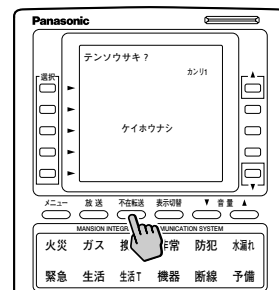 Panasonic
テンソウサキ？
カンリ1
選択
ケイホウナシ
メニュー 放送 不在転送 表示切替 ▼ 音量 ▲
MANSION INTEGR MUNICATION SYSTEM
火災 ガス 非常 防犯 水漏れ
緊急 生活 生活T 機器 断線 予備